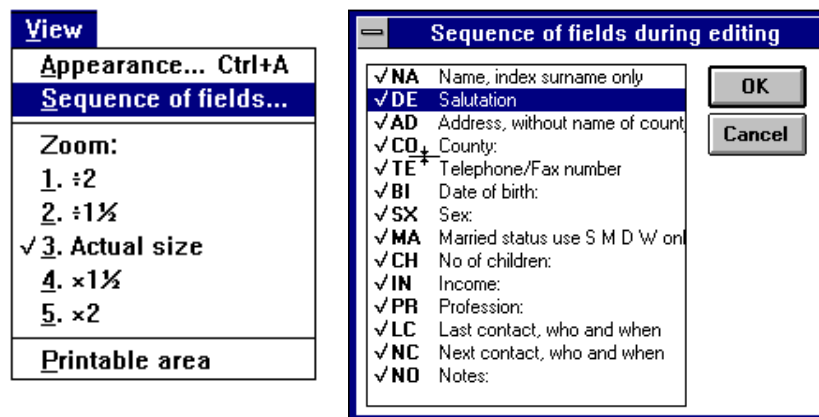 View
Appearance... Ctrl+A
Sequence of fields...
Zoom:
1. ÷2
2. ÷1½
√ 3. Actual size
4. ×1½
5. ×2
Printable area
Sequence of fields during editing
√ NA Name, index surname only
√ DE Salutation
√ AD Address, without name of count
√ CO County:
√ TE Telephone/Fax number
√ BI Date of birth:
√ SX Sex:
√ MA Married status use S M D W onl
√ CH No of children:
√ IN Income:
√ PR Profession:
√ LC Last contact, who and when
√ NC Next contact, who and when
√ NO Notes:
OK
Cancel